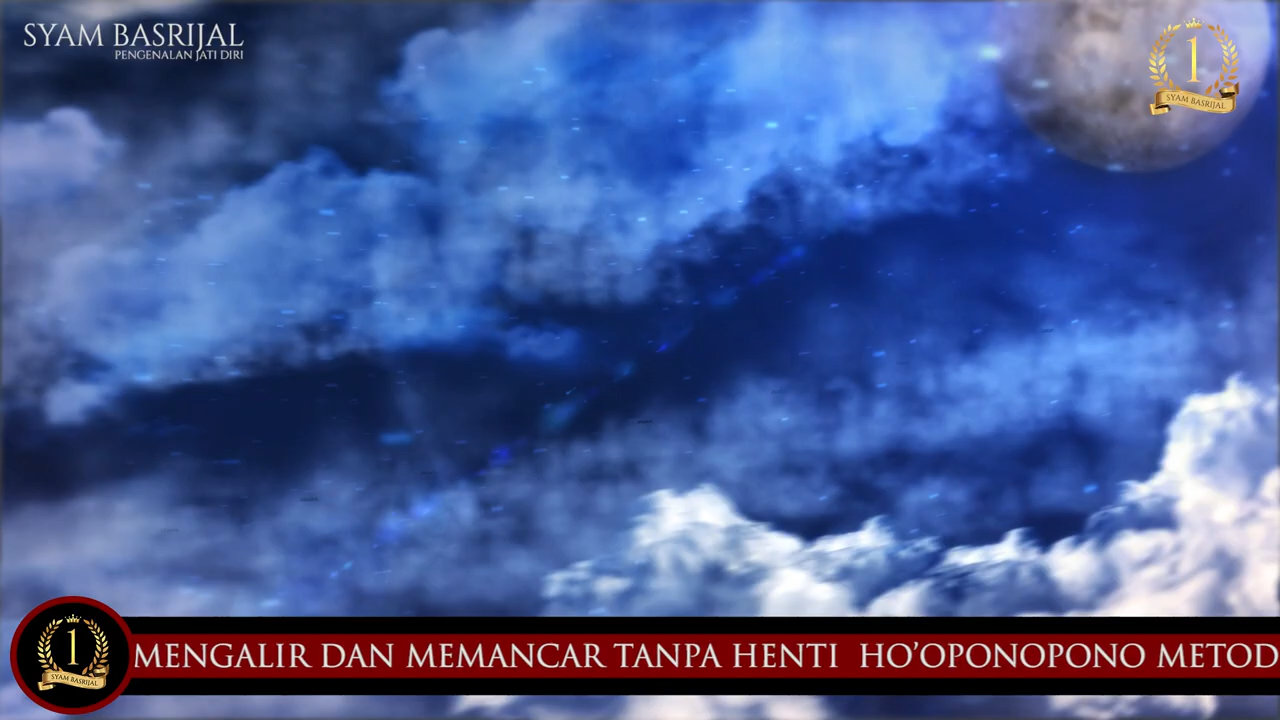 SYAM BASRIJAL
PENGENALAN JATI DIRI
1
SYAM BASRIJAL
1
SYAM BASRIJAL
MENGALIR DAN MEMANCAR TANPA HENTI HO'OPONOPONO METOD